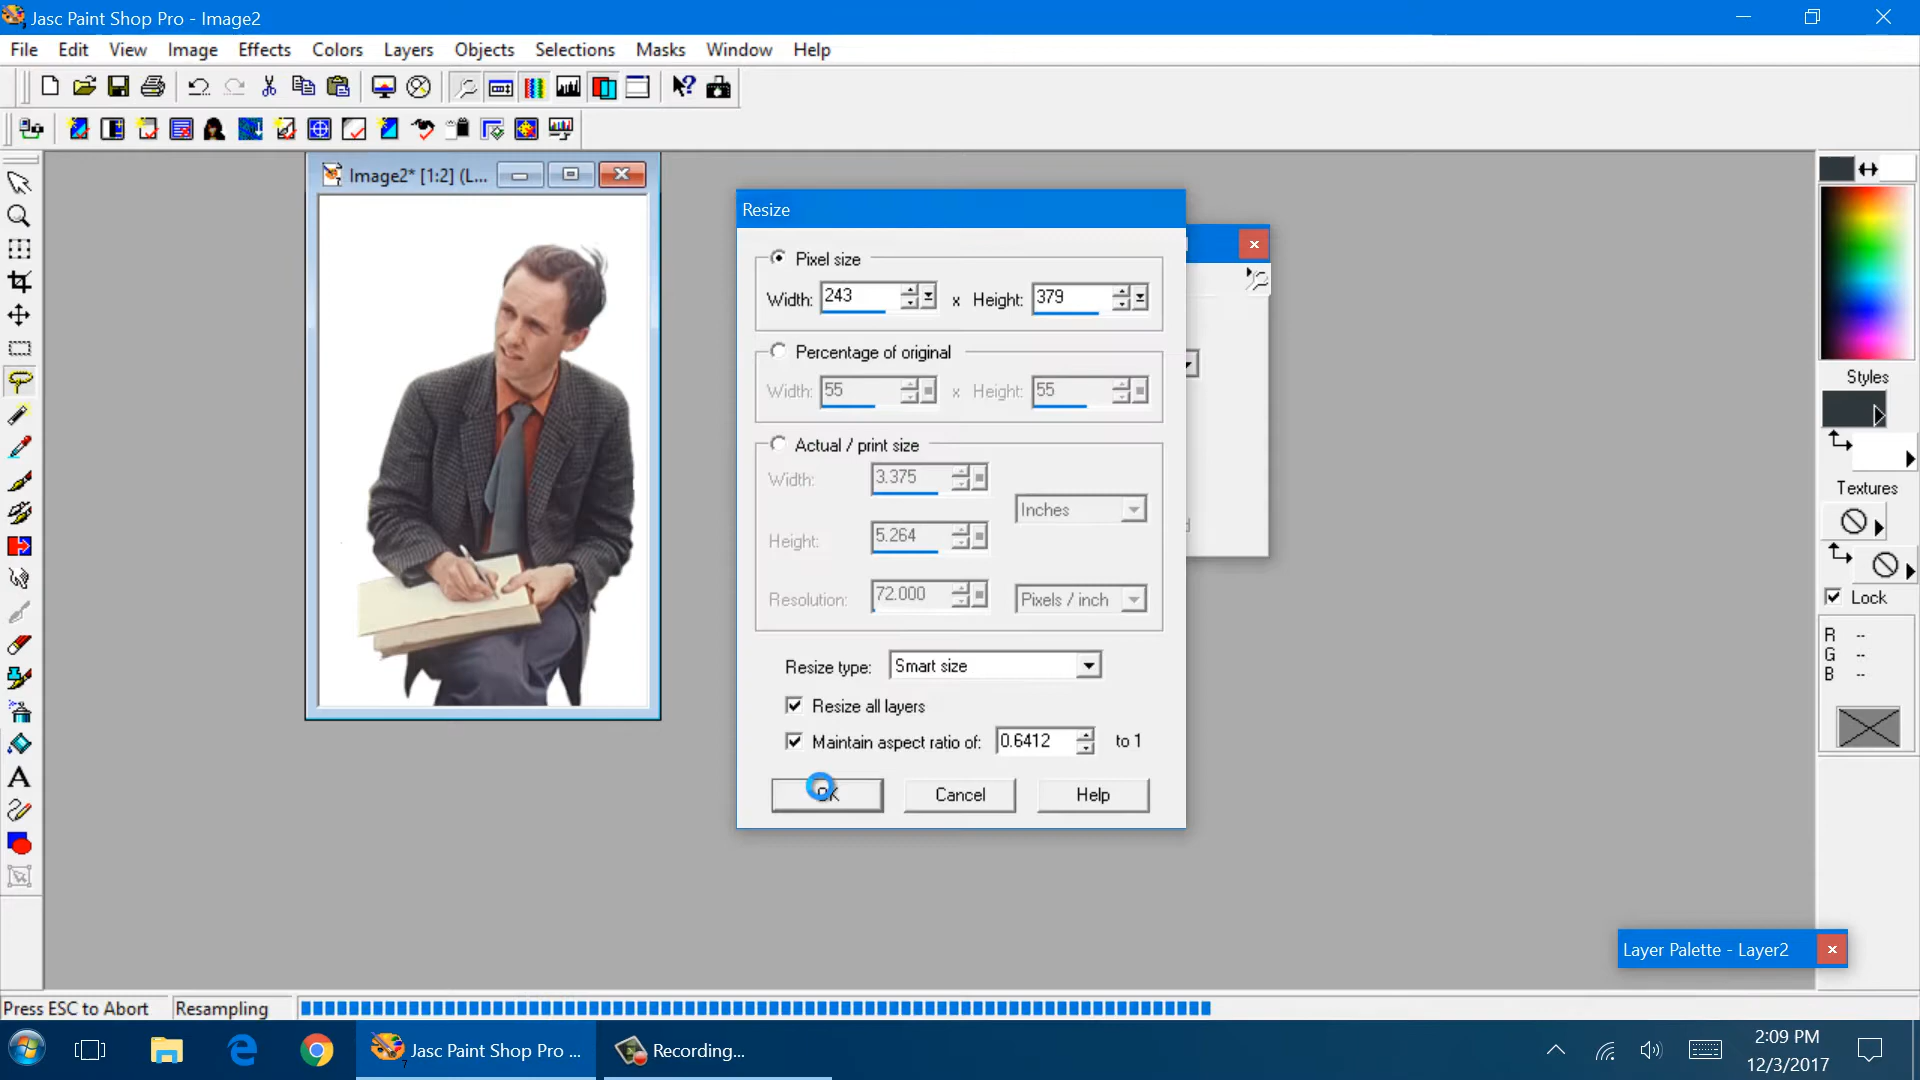 Jasc Paint Shop Pro - Image2
File Edit View Image Effects Colors Layers Objects Selections Masks Window Help
Image2* [1:2] (L...
Resize
Pixel size
Width: 243 x Height: 379
Percentage of original
Width: 55 x Height: 55
Actual / print size
Width: 3.375
Inches
Height: 5.264
Resolution: 72.000 Pixels / inch
Resize type: Smart size
Resize all layers
Maintain aspect ratio of: 0.6412 to 1
OK Cancel Help
Styles
Textures
Lock
R --
G --
B --
Layer Palette - Layer2
Press ESC to Abort Resampling
Jasc Paint Shop Pro ... Recording...
2:09 PM
12/3/2017